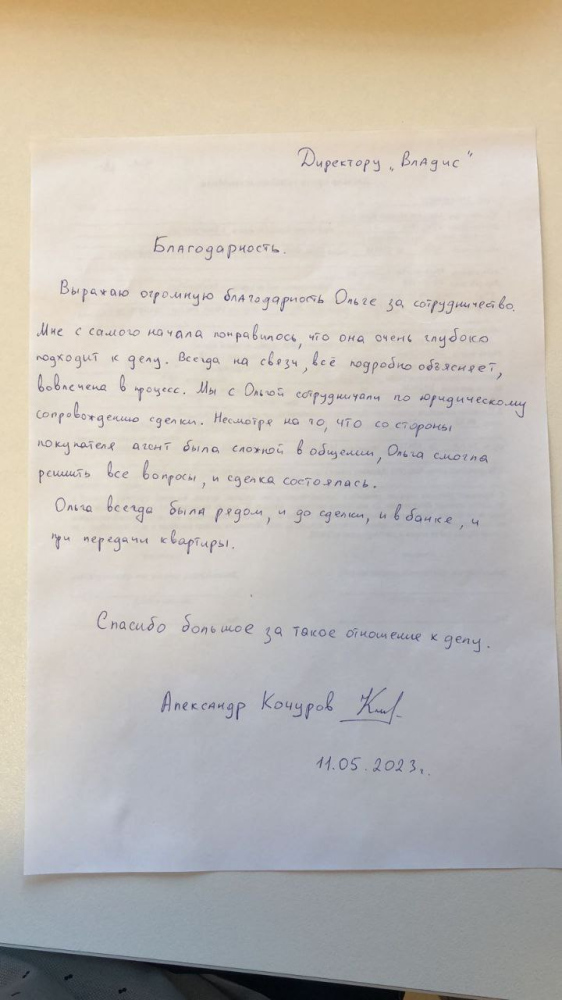 Директору „Владис"
Благодарность.
Выражаю огромную благодарность Ольге за сотрудничество.
Мне с самого начала понравилось, что она очень глубоко
подходит к делу. Всегда на связи, всё подробно объясняет,
вовлечена в процесс. Мы с Ольгой сотрудничали по юридическому
сопровождению сделки. Несмотря на то, что со стороны
покупателя агент была сложной в общении, Ольга смогла
решить все вопросы, и сделка состоялась.
Ольга всегда была рядом, и до сделки, и в банке, и
при передачи квартиры.
Спасибо большое за такое отношение к делу.
Александр Кочуров
11.05.2023г.